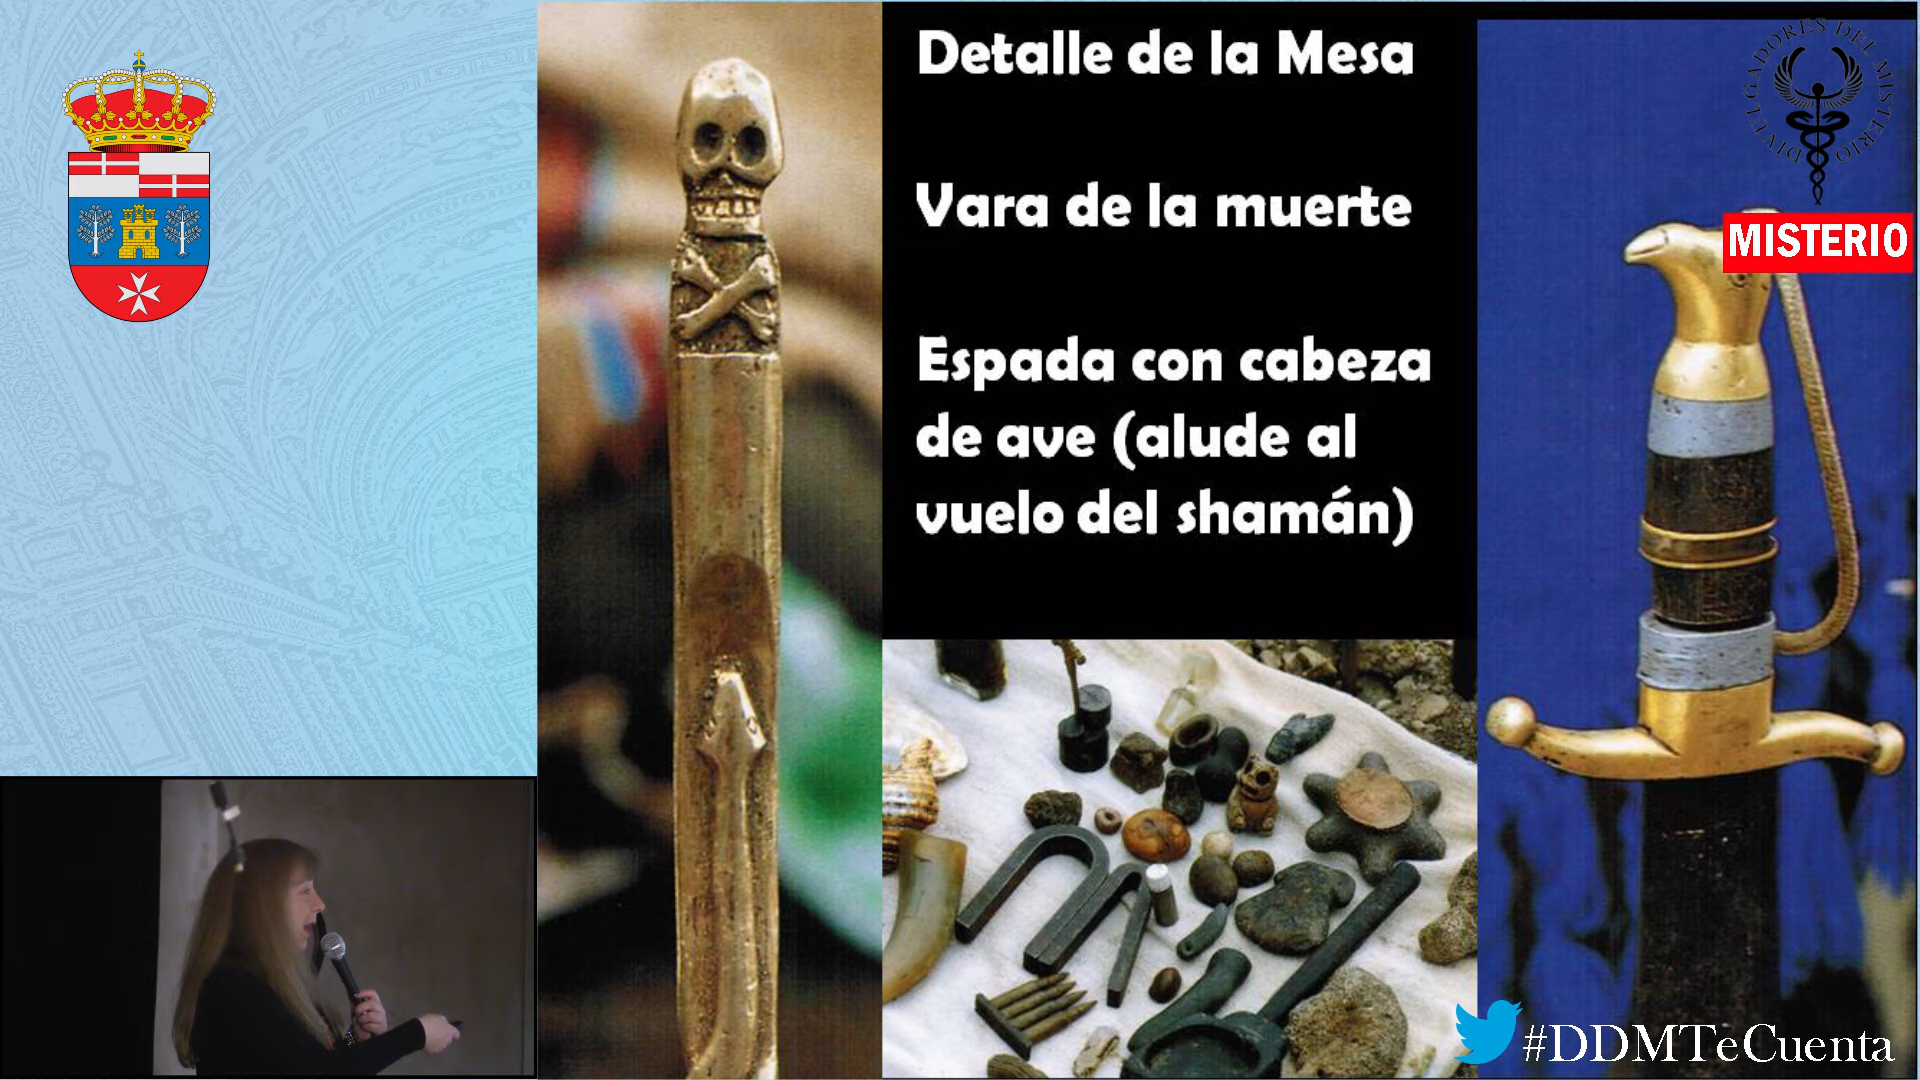 Detalle de la Mesa
Vara de la muerte
Espada con cabeza
de ave (alude al
vuelo del shamán)
DIVULGADORES DEL MISTERIO
MISTERIO
#DDMTeCuenta